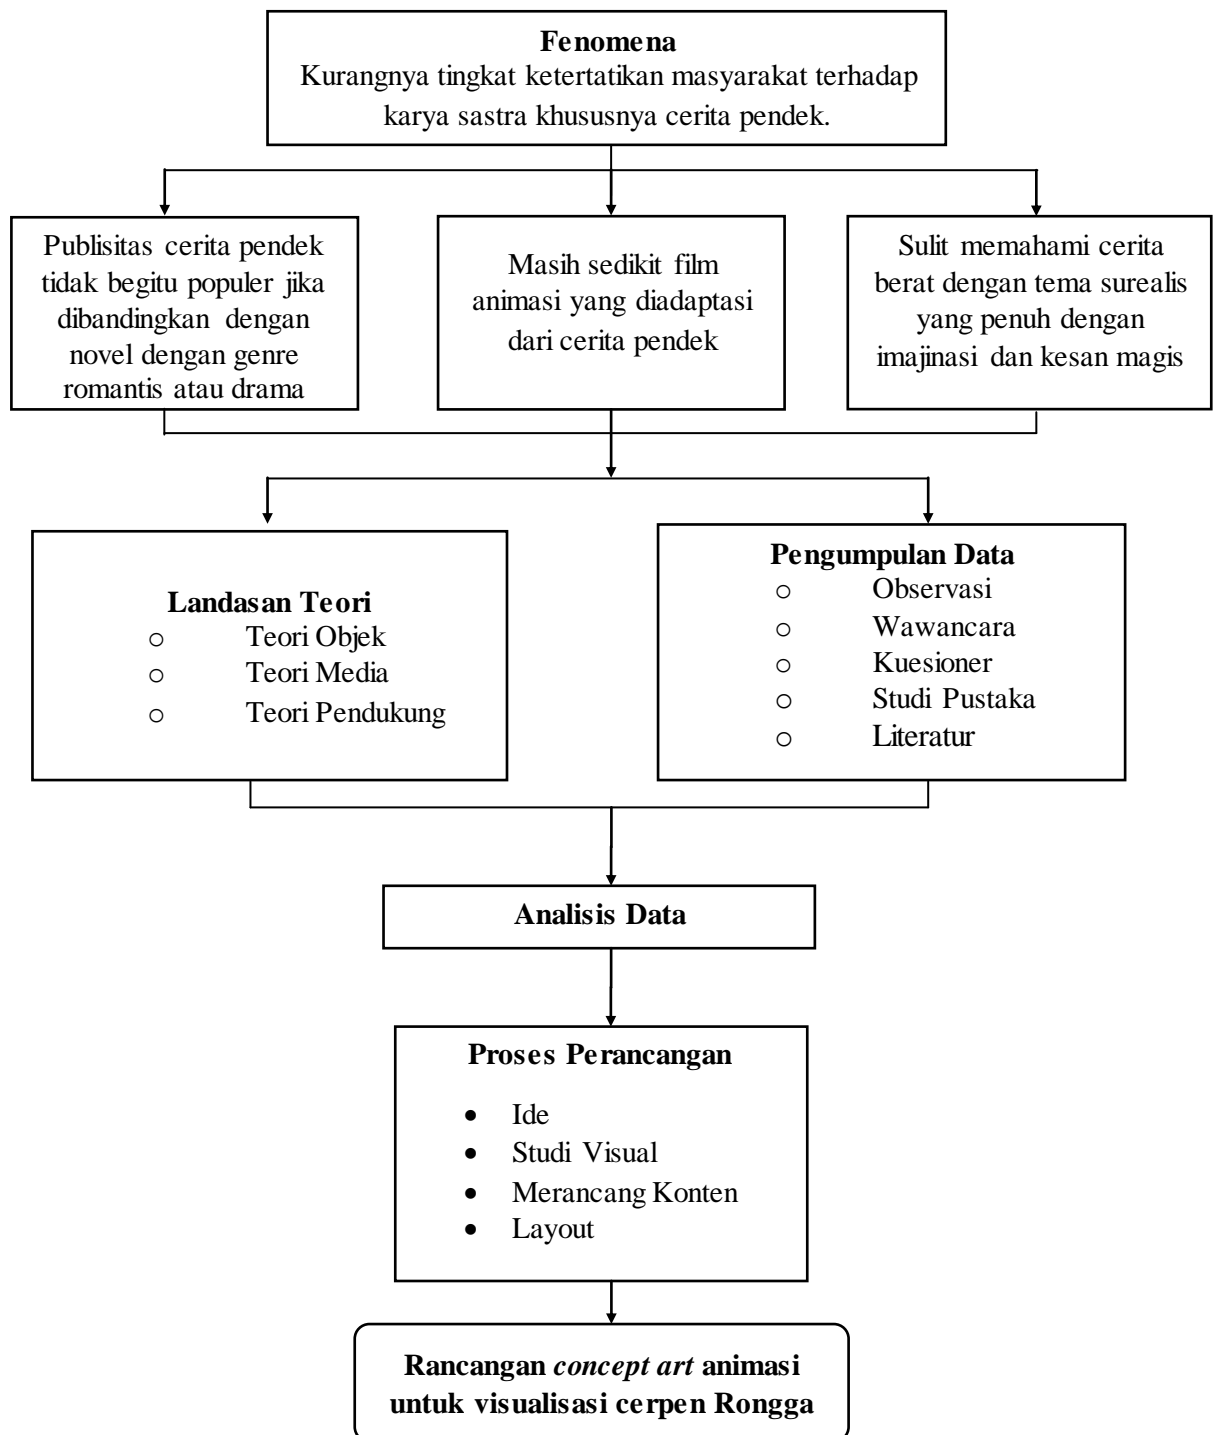 Fenomena
Kurangnya tingkat ketertatikan masyarakat terhadap
karya sastra khususnya cerita pendek.
Publisitas cerita pendek
tidak begitu populer jika
dibandingkan dengan
novel dengan genre
romantis atau drama
Masih sedikit film
animasi yang diadaptasi
dari cerita pendek
Sulit memahami cerita
berat dengan tema surealis
yang penuh dengan
imajinasi dan kesan magis
Landasan Teori
o Teori Objek
o Teori Media
o Teori Pendukung
Pengumpulan Data
o Observasi
o Wawancara
o Kuesioner
o Studi Pustaka
o Literatur
Analisis Data
Proses Perancangan
• Ide
• Studi Visual
• Merancang Konten
• Layout
Rancangan concept art animasi
untuk visualisasi cerpen Rongga